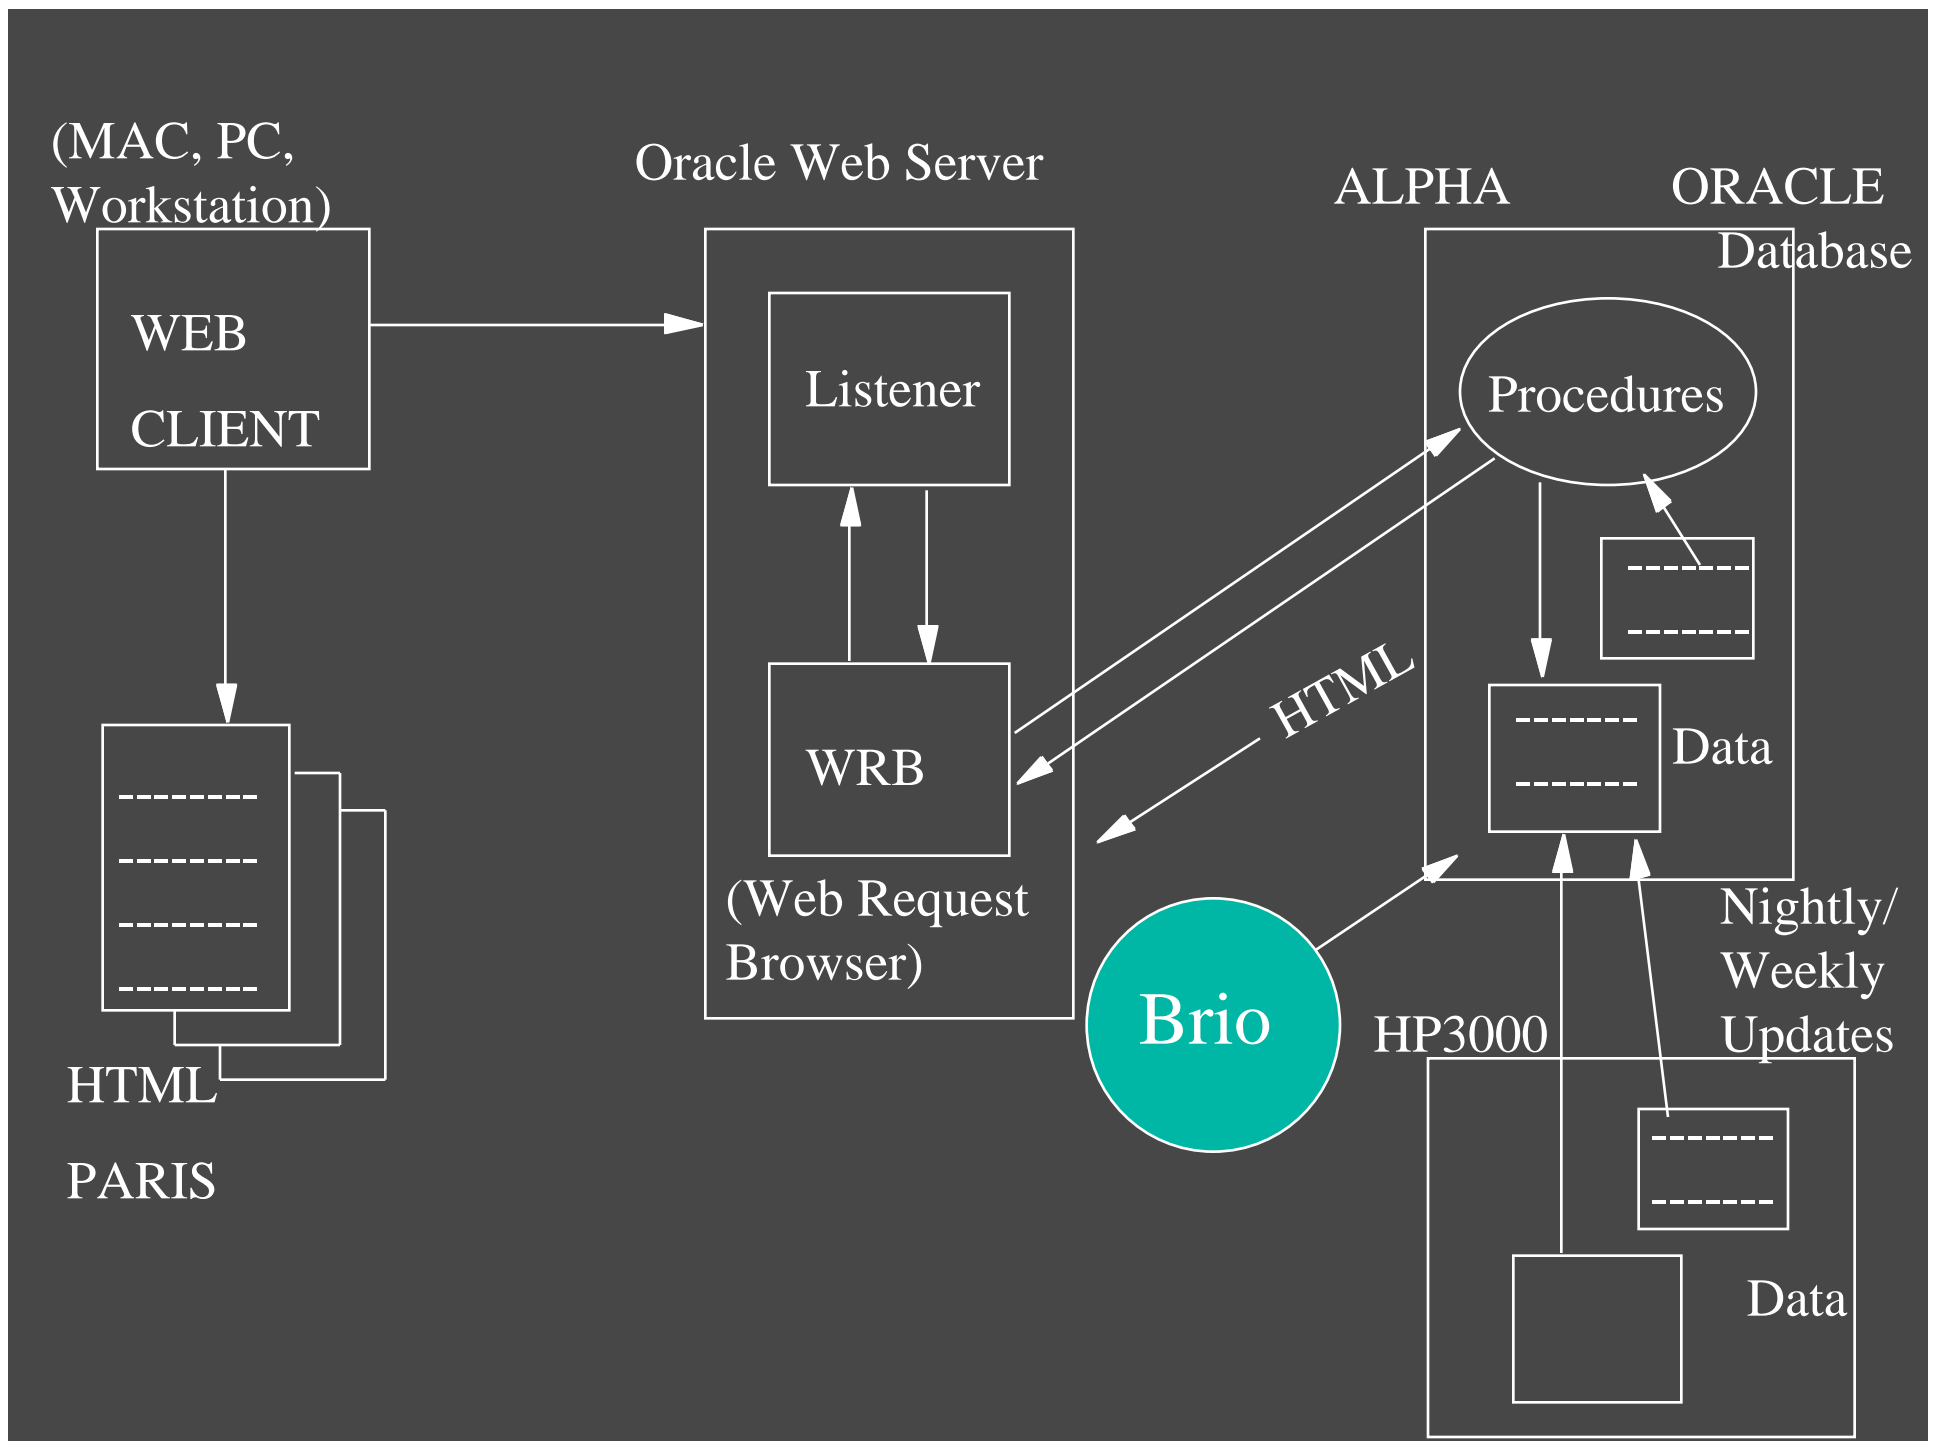 (MAC, PC,
Workstation)
WEB
CLIENT
HTML
PARIS
Oracle Web Server
Listener
WRB
(Web Request
Browser)
HTML
Brio
ALPHA
ORACLE
Database
Procedures
Data
Nightly/
Weekly
Updates
HP3000
Data